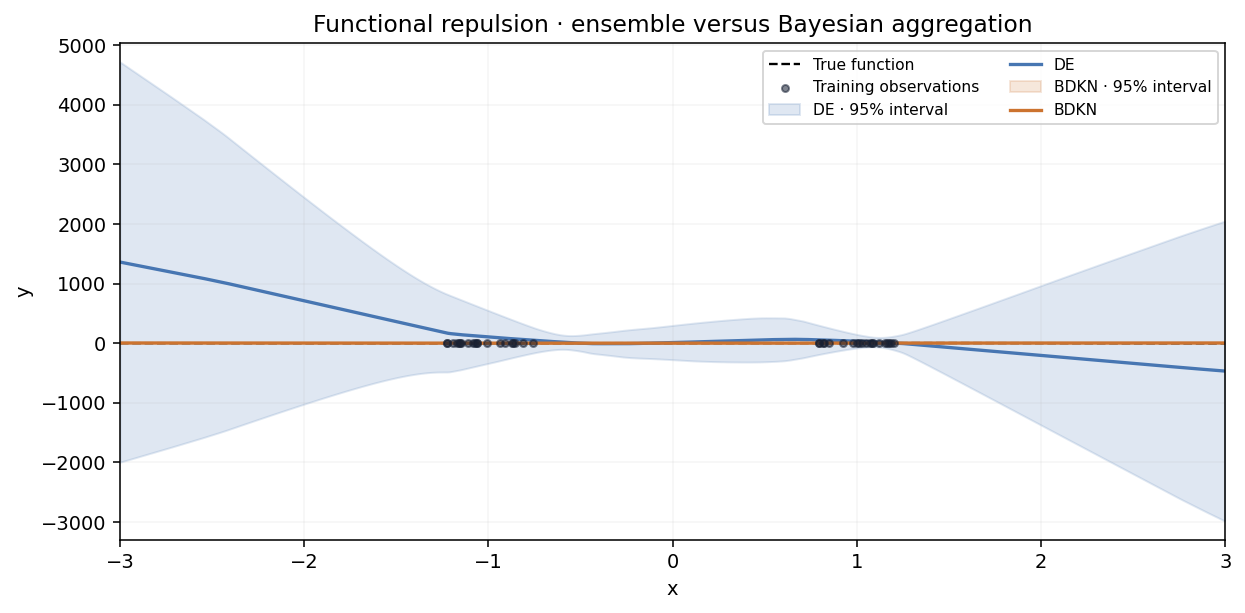 Functional repulsion · ensemble versus Bayesian aggregation
5000
4000
3000
2000
1000
0
−1000
−2000
−3000
y
True function
Training observations
DE · 95% interval
DE
BDKN · 95% interval
BDKN
−3 −2 −1 0 1 2 3
x